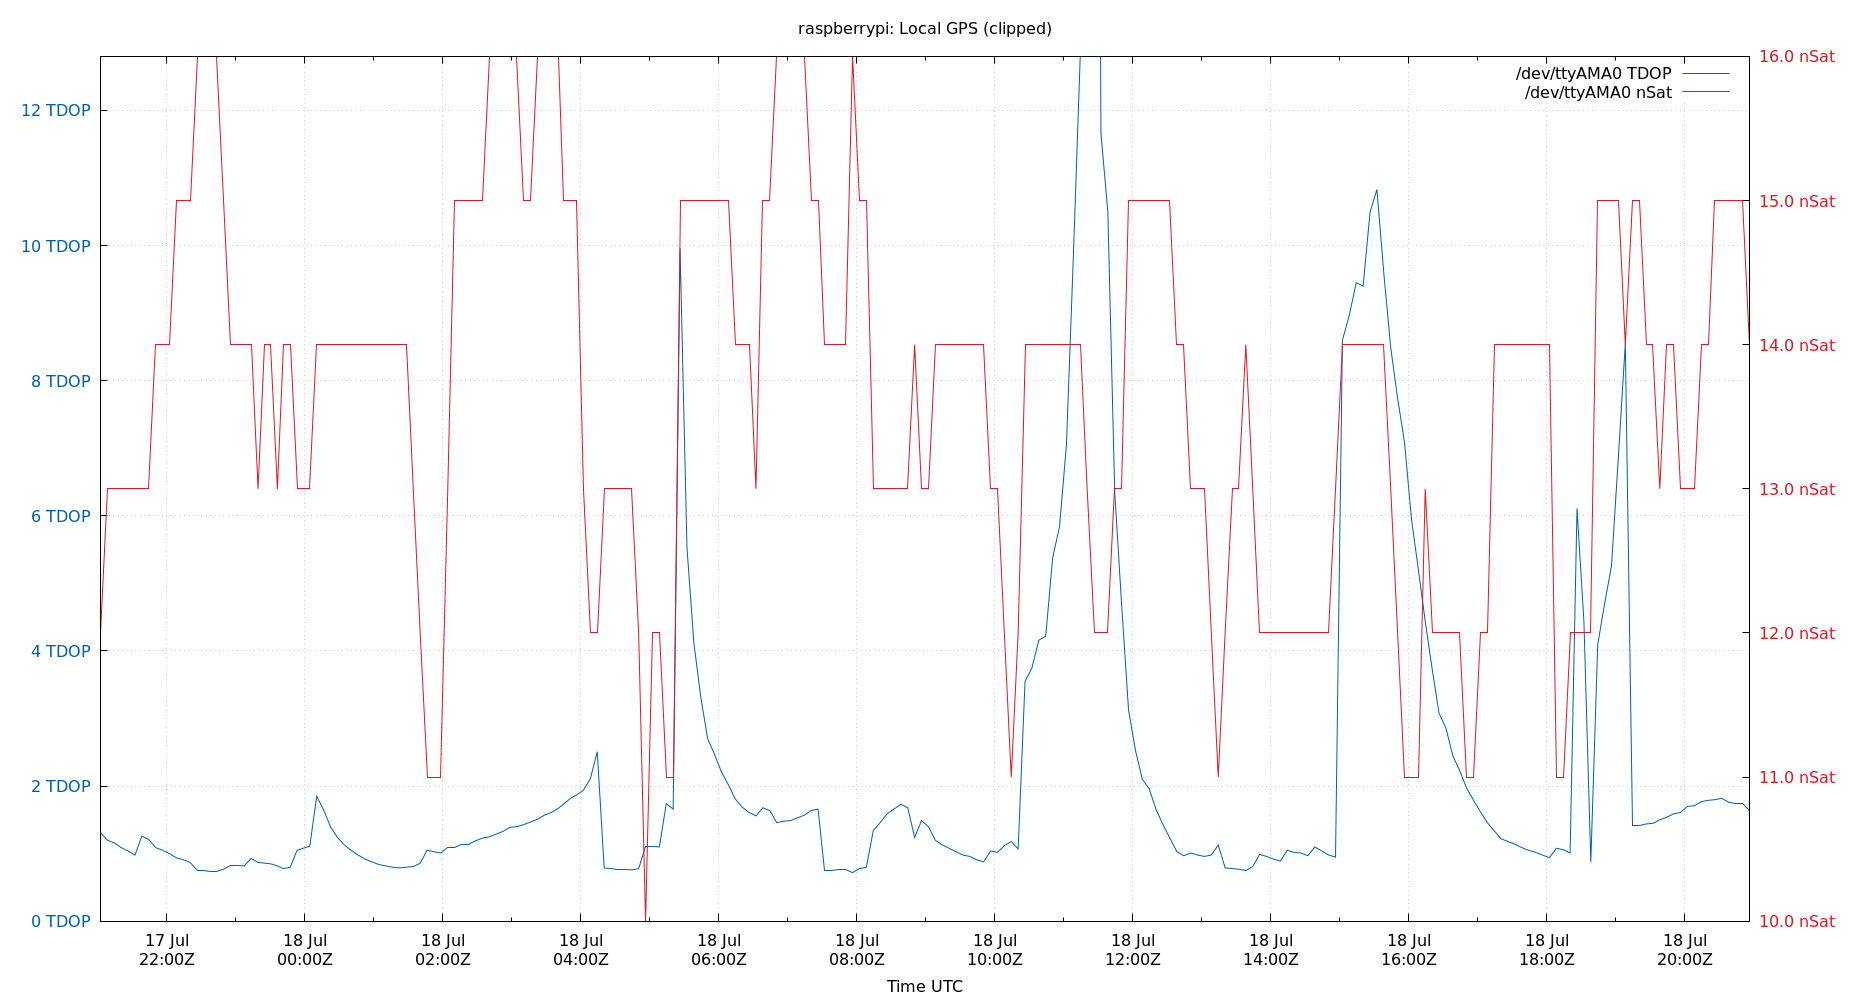 raspberrypi: Local GPS (clipped)
/dev/ttyAMA0 TDOP
/dev/ttyAMA0 nSat
12 TDOP
10 TDOP
8 TDOP
6 TDOP
4 TDOP
2 TDOP
0 TDOP
16.0 nSat
15.0 nSat
14.0 nSat
13.0 nSat
12.0 nSat
11.0 nSat
10.0 nSat
17 Jul 18 Jul 18 Jul 18 Jul 18 Jul 18 Jul 18 Jul 18 Jul 18 Jul 18 Jul 18 Jul 18 Jul
22:00Z 00:00Z 02:00Z 04:00Z 06:00Z 08:00Z 10:00Z 12:00Z 14:00Z 16:00Z 18:00Z 20:00Z
Time UTC